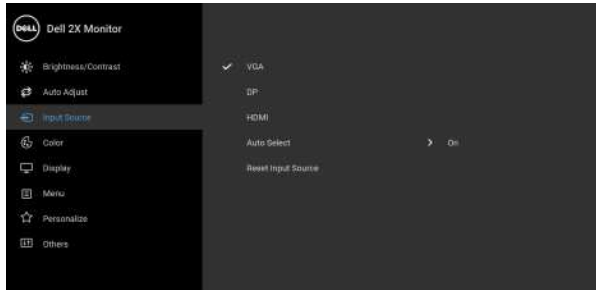 DELL
Dell 2X Monitor
Brightness/Contrast
Auto Adjust
Input Source
Color
Display
Menu
Personalize
Others
VGA
DP
HDMI
Auto Select
On
Reset Input Source